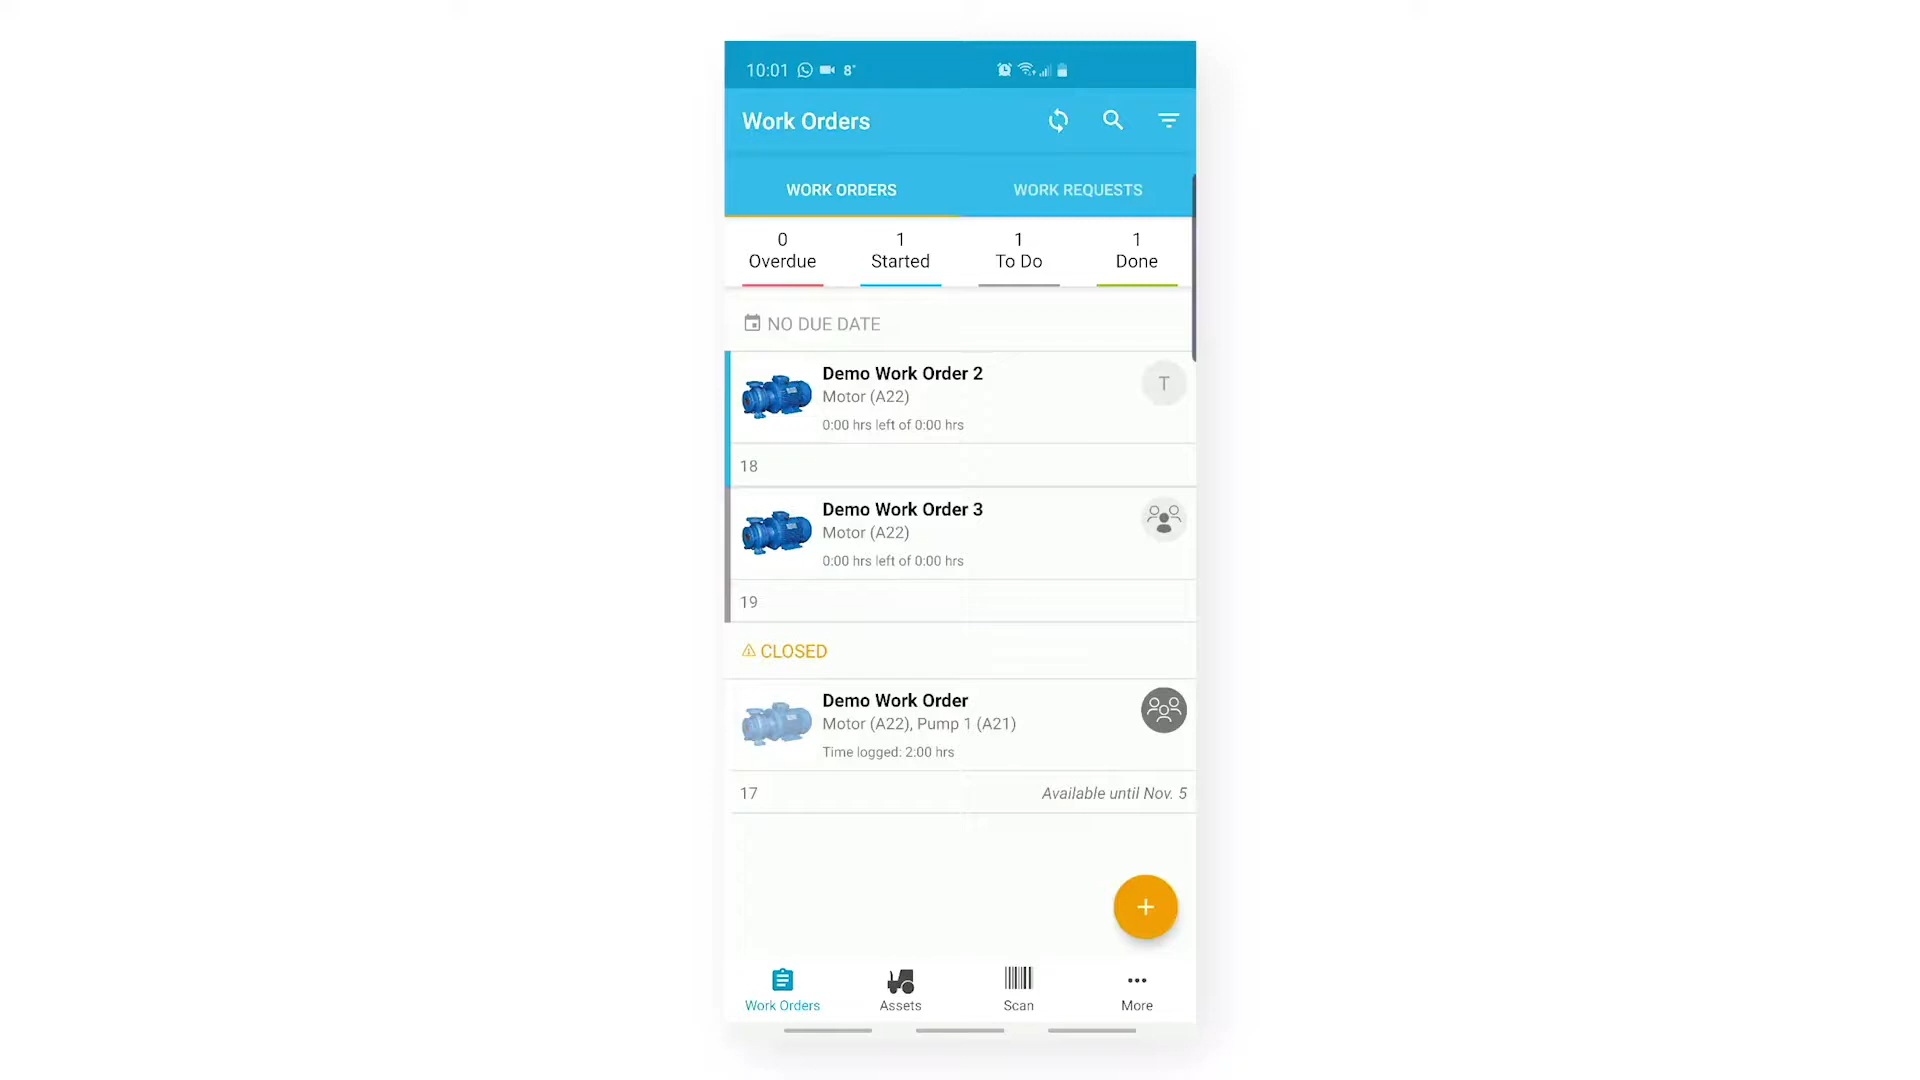 10:01 8°
Work Orders
WORK ORDERS WORK REQUESTS
0 1 1 1
Overdue Started To Do Done
NO DUE DATE
Demo Work Order 2
T
Motor (A22)
0:00 hrs left of 0:00 hrs
18
Demo Work Order 3
Motor (A22)
0:00 hrs left of 0:00 hrs
19
CLOSED
Demo Work Order
Motor (A22), Pump 1 (A21)
Time logged: 2:00 hrs
17 Available until Nov. 5
+
Work Orders Assets Scan More